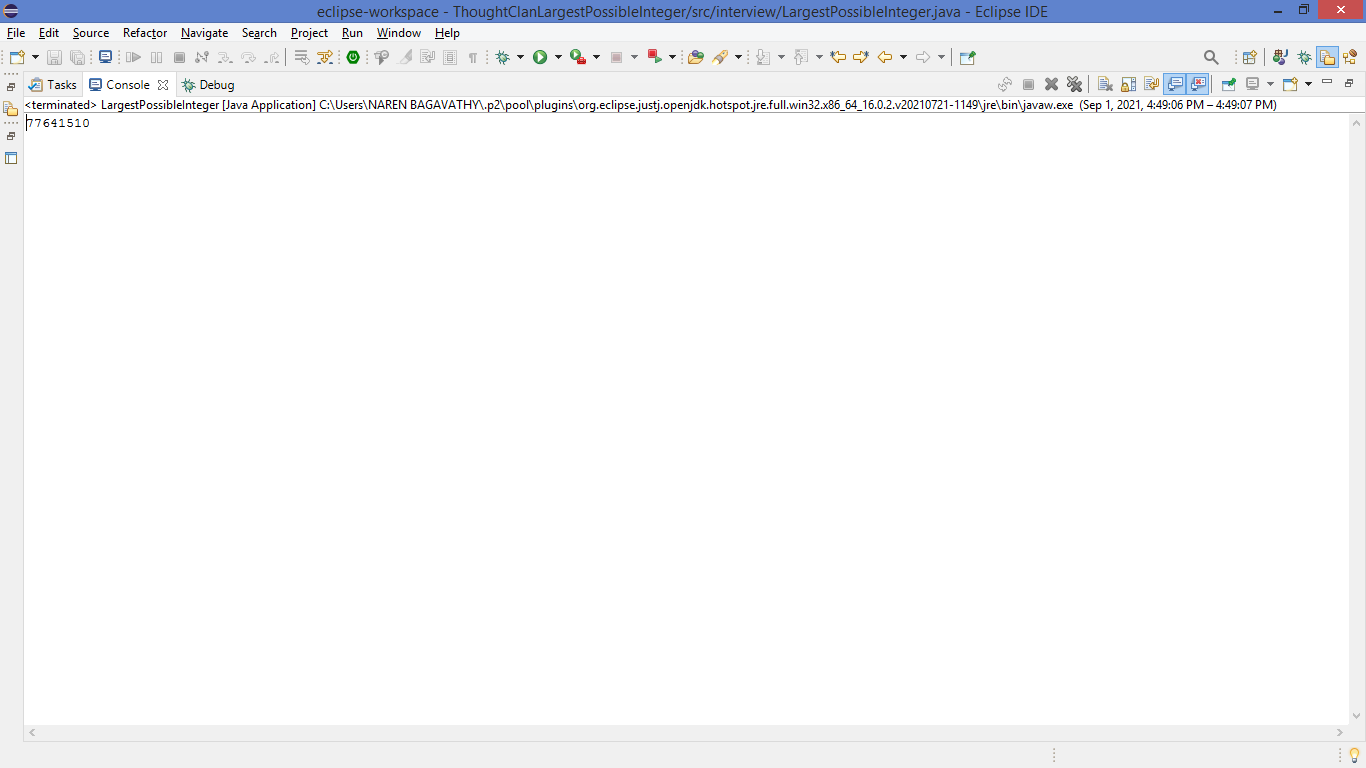 eclipse-workspace - ThoughtClanLargestPossibleInteger/src/interview/LargestPossibleInteger.java - Eclipse IDE
File Edit Source Refactor Navigate Search Project Run Window Help
Tasks Console Debug
<terminated> LargestPossibleInteger [Java Application] C:\Users\NAREN BAGAVATHY\.p2\pool\plugins\org.eclipse.justj.openjdk.hotspot.jre.full.win32.x86_64_16.0.2.v20210721-1149\jre\bin\javaw.exe (Sep 1, 2021, 4:49:06 PM – 4:49:07 PM)
77641510